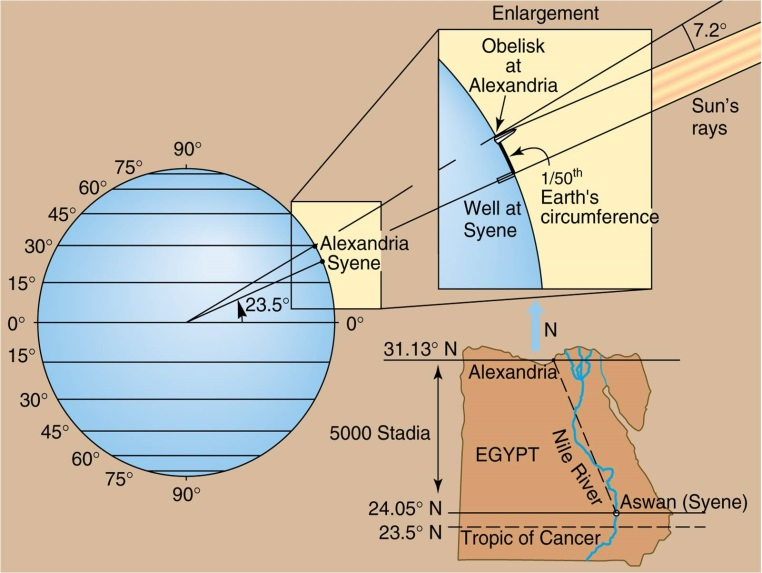 Enlargement
7.2°
Obelisk
at
Alexandria
Sun's
rays
1/50th
Earth's
circumference
Well at
Syene
90°
75°
60°
45°
30°
15°
0°
15°
30°
45°
60°
75°
90°
Alexandria
Syene
23.5°
0°
N
31.13° N
Alexandria
5000 Stadia
EGYPT
Nile River
24.05° N
Aswan (Syene)
23.5° N
Tropic of Cancer